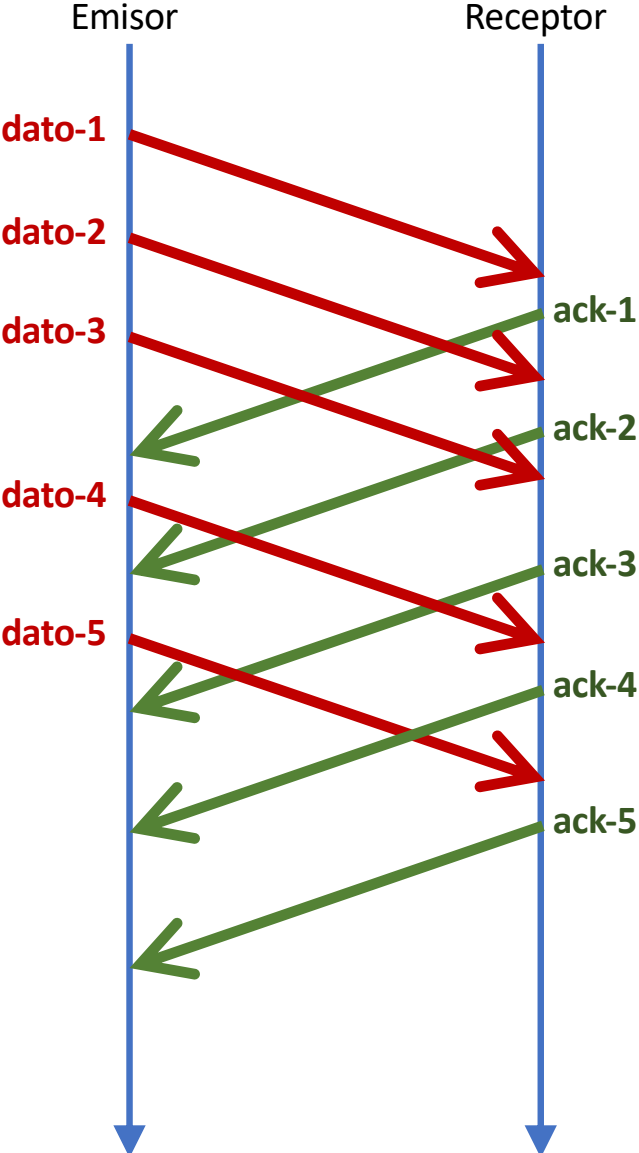 Emisor
Receptor
dato-1
dato-2
ack-1
dato-3
ack-2
dato-4
ack-3
dato-5
ack-4
ack-5